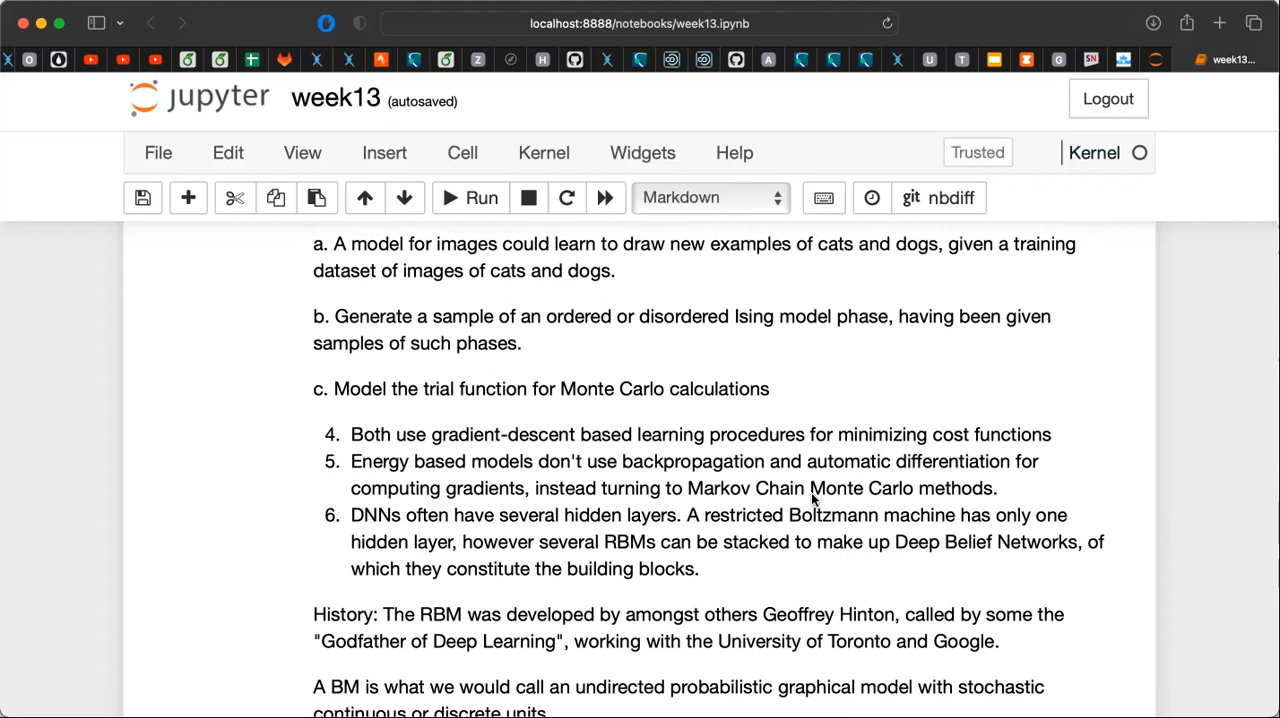 localhost:8888/notebooks/week13.ipynb
week13...
jupyter week13 (autosaved)
Logout
File Edit View Insert Cell Kernel Widgets Help Trusted Kernel
Run Markdown git nbdiff
a. A model for images could learn to draw new examples of cats and dogs, given a training
dataset of images of cats and dogs.
b. Generate a sample of an ordered or disordered Ising model phase, having been given
samples of such phases.
c. Model the trial function for Monte Carlo calculations
4. Both use gradient-descent based learning procedures for minimizing cost functions
5. Energy based models don't use backpropagation and automatic differentiation for
computing gradients, instead turning to Markov Chain Monte Carlo methods.
6. DNNs often have several hidden layers. A restricted Boltzmann machine has only one
hidden layer, however several RBMs can be stacked to make up Deep Belief Networks, of
which they constitute the building blocks.
History: The RBM was developed by amongst others Geoffrey Hinton, called by some the
"Godfather of Deep Learning", working with the University of Toronto and Google.
A BM is what we would call an undirected probabilistic graphical model with stochastic
continuous or discrete units